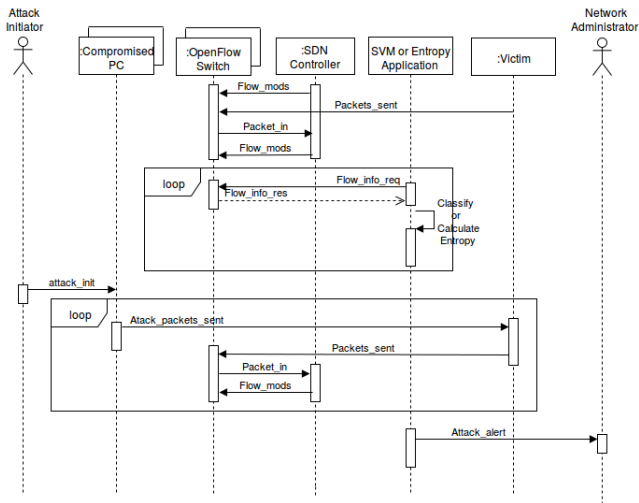 Attack
Initiator
Network
Administrator
:Compromised
PC
:OpenFlow
Switch
:SDN
Controller
SVM or Entropy
Application
:Victim
Flow_mods
Packets_sent
Packet_in
Flow_mods
loop
Flow_info_req
Flow_info_res
Classify
or
Calculate
Entropy
attack_init
loop
Atack_packets_sent
Packets_sent
Packet_in
Flow_mods
Attack_alert